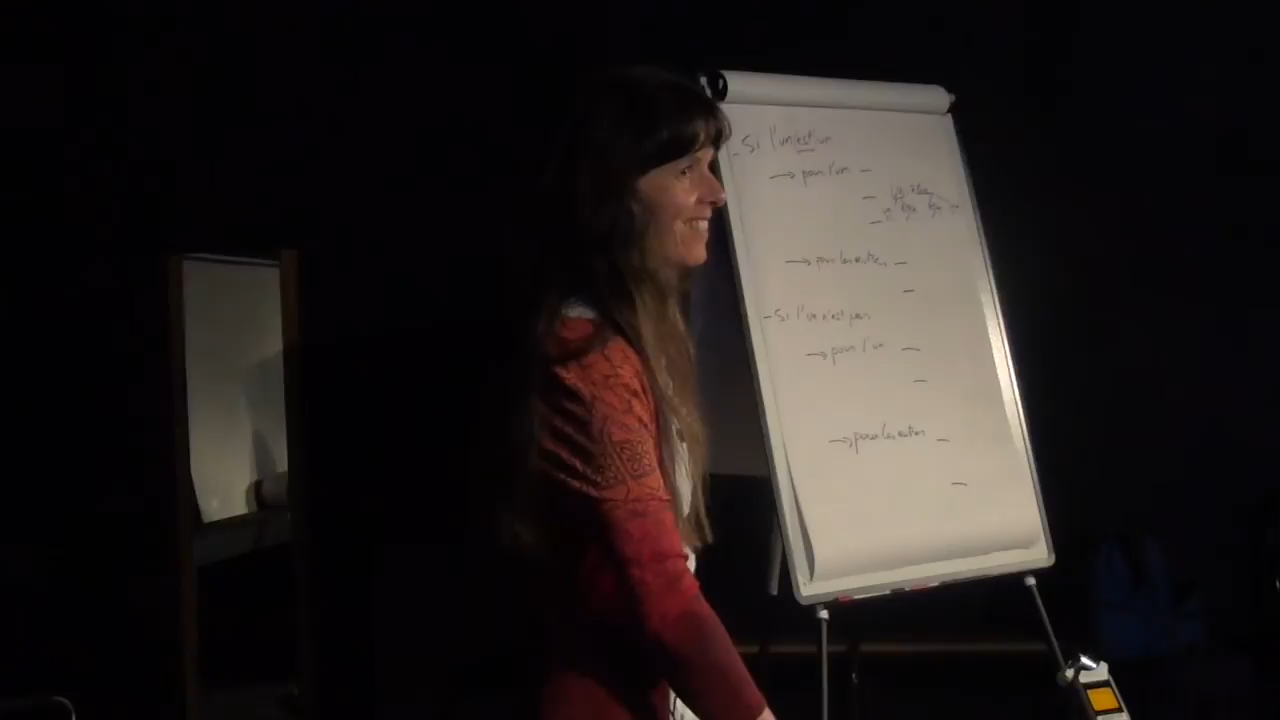 - Si l'un est un
→ pour l'un -
→ pour les autres -
- Si l'un n'est pas
→ pour l'un -
→ pour les autres -